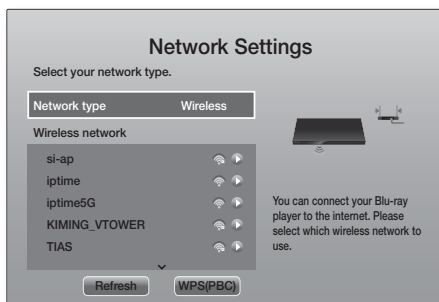 Network Settings
Select your network type.
Network type Wireless
Wireless network
si-ap
iptime
iptime5G
KIMING_VTOWER
TIAS
Refresh WPS(PBC)
You can connect your Blu-ray
player to the internet. Please
select which wireless network to
use.